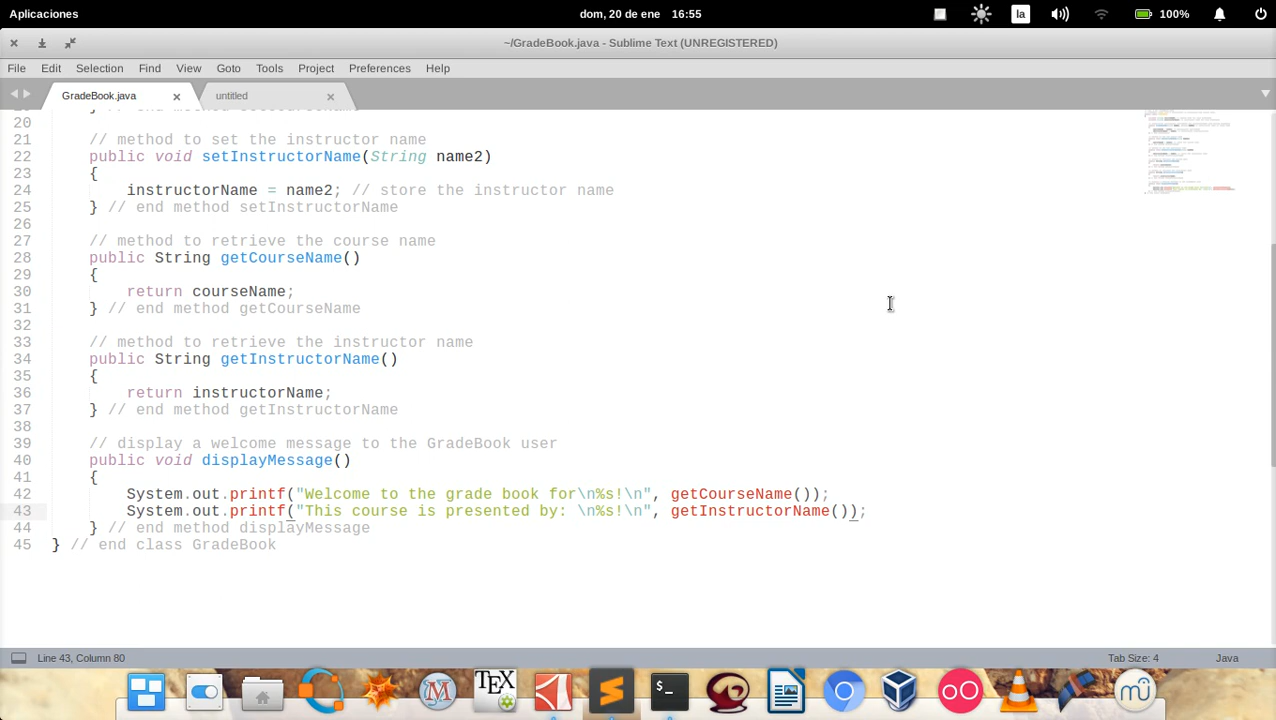 Aplicaciones
dom, 20 de ene 16:55
la
100%
~/GradeBook.java - Sublime Text (UNREGISTERED)
File Edit Selection Find View Goto Tools Project Preferences Help
GradeBook.java
untitled
20
21 // method to set the instructor name
22 public void setInstructorName(String name2)
23 {
24 instructorName = name2; // store the instructor name
25 } // end method setInstructorName
26
27 // method to retrieve the course name
28 public String getCourseName()
29 {
30 return courseName;
31 } // end method getCourseName
32
33 // method to retrieve the instructor name
34 public String getInstructorName()
35 {
36 return instructorName;
37 } // end method getInstructorName
38
39 // display a welcome message to the GradeBook user
40 public void displayMessage()
41 {
42 System.out.printf("Welcome to the grade book for\n%s!\n", getCourseName());
43 System.out.printf("This course is presented by: \n%s!\n", getInstructorName());
44 } // end method displayMessage
45 } // end class GradeBook
Line 43, Column 80
Tab Size: 4
Java
TEX
$_